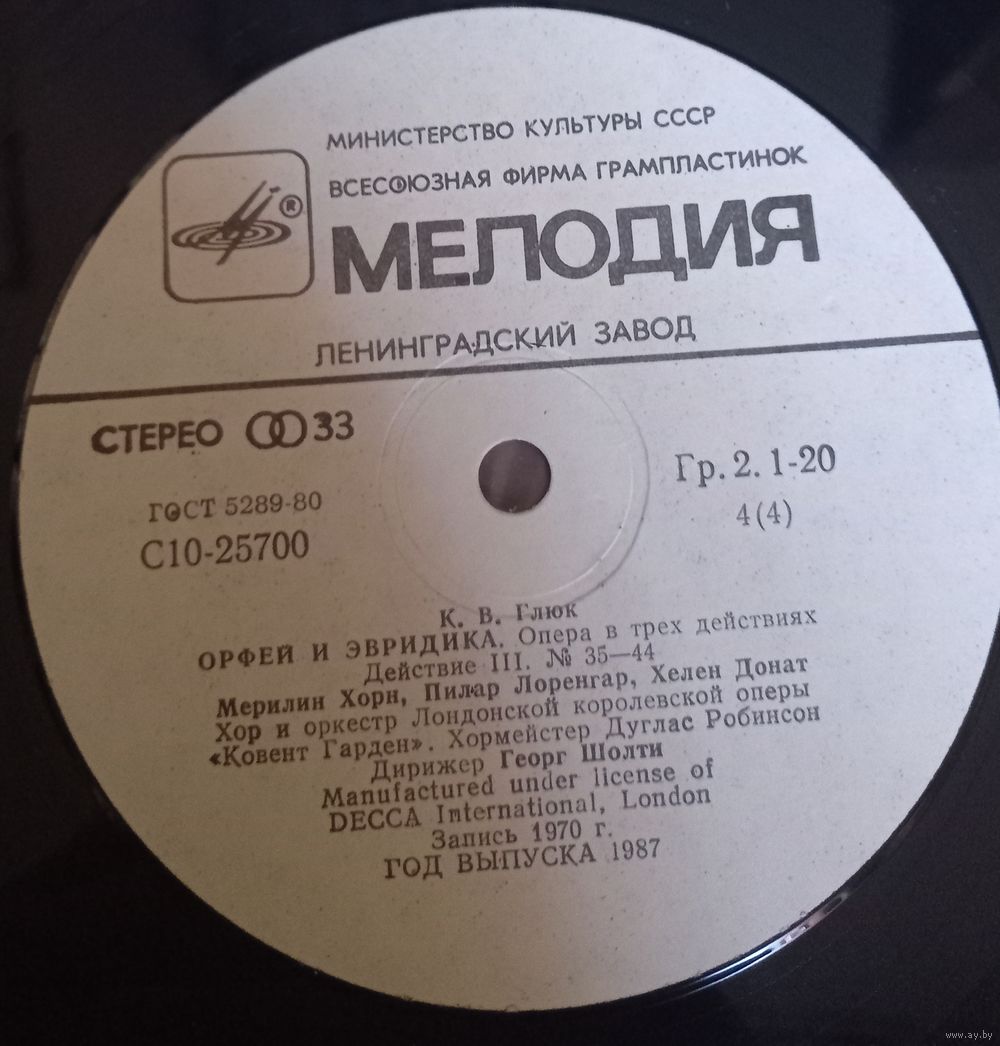 МИНИСТЕРСТВО КУЛЬТУРЫ СССР
ВСЕСОЮЗНАЯ ФИРМА ГРАМПЛАСТИНОК
®
МЕЛОДИЯ
ЛЕНИНГРАДСКИЙ ЗАВОД
СТЕРЕО 33
Гр. 2. 1-20
ГОСТ 5289-80
4(4)
С10-25700
К. В. Глюк
ОРФЕЙ И ЭВРИДИКА. Опера в трех действиях
Действие III. № 35—44
Мерилин Хорн, Пилар Лоренгар, Хелен Донат
Хор и оркестр Лондонской королевской оперы
«Ковент Гарден». Хормейстер Дуглас Робинсон
Дирижер Георг Шолти
Manufactured under license of
DECCA International, London
Запись 1970 г.
ГОД ВЫПУСКА 1987
www.ay.by